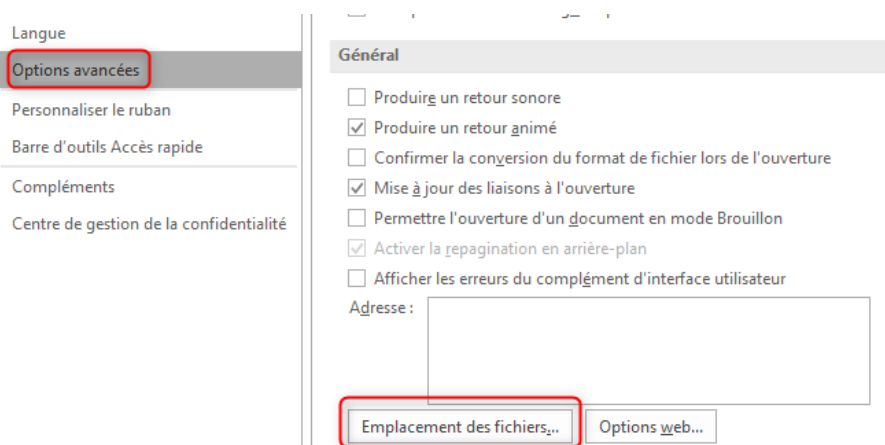 Langue
Options avancées
Personnaliser le ruban
Barre d'outils Accès rapide
Compléments
Centre de gestion de la confidentialité
Général
Produire un retour sonore
Produire un retour animé
Confirmer la conversion du format de fichier lors de l'ouverture
Mise à jour des liaisons à l'ouverture
Permettre l'ouverture d'un document en mode Brouillon
Activer la repagination en arrière-plan
Afficher les erreurs du complément d'interface utilisateur
Adresse :
Emplacement des fichiers...
Options web...